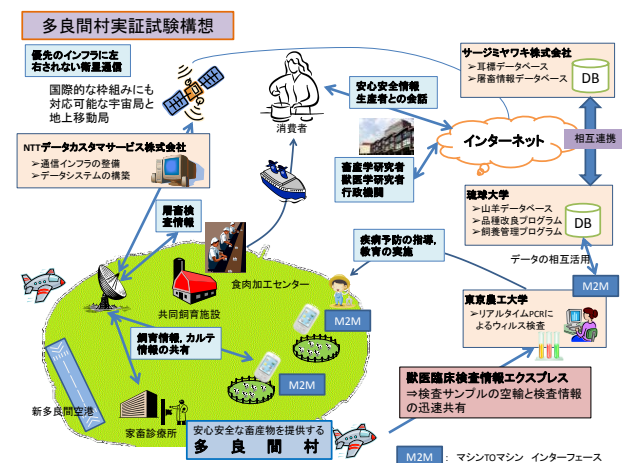 多良間村実証試験構想
優先のインフラに左
右されない衛星通信
国際的な枠組みにも
対応可能な宇宙局と
地上移動局
NTTデータカスタマサービス株式会社
➢通信インフラの整備
➢データシステムの構築
消費者
安心安全情報
生産者との会話
サージミヤワキ株式会社
➢耳標データベース
➢屠畜情報データベース
DB
インターネット
相互連携
畜産学研究者
獣医学研究者
行政機関
琉球大学
➢山羊データベース
➢品種改良プログラム
➢飼養管理プログラム
DB
データの相互活用
M2M
屠畜検
査情報
食肉加工センター
共同飼育施設
疾病予防の指導,
教育の実施
M2M
東京農工大学
➢リアルタイムPCRに
よるウィルス検査
飼育情報,カルテ
情報の共有
M2M
獣医臨床検査情報エクスプレス
⇒検査サンプルの空輸と検査情報
の迅速共有
新多良間空港
家畜診療所
安心安全な畜産物を提供する
多良間村
M2M : マシンTOマシン インターフェース